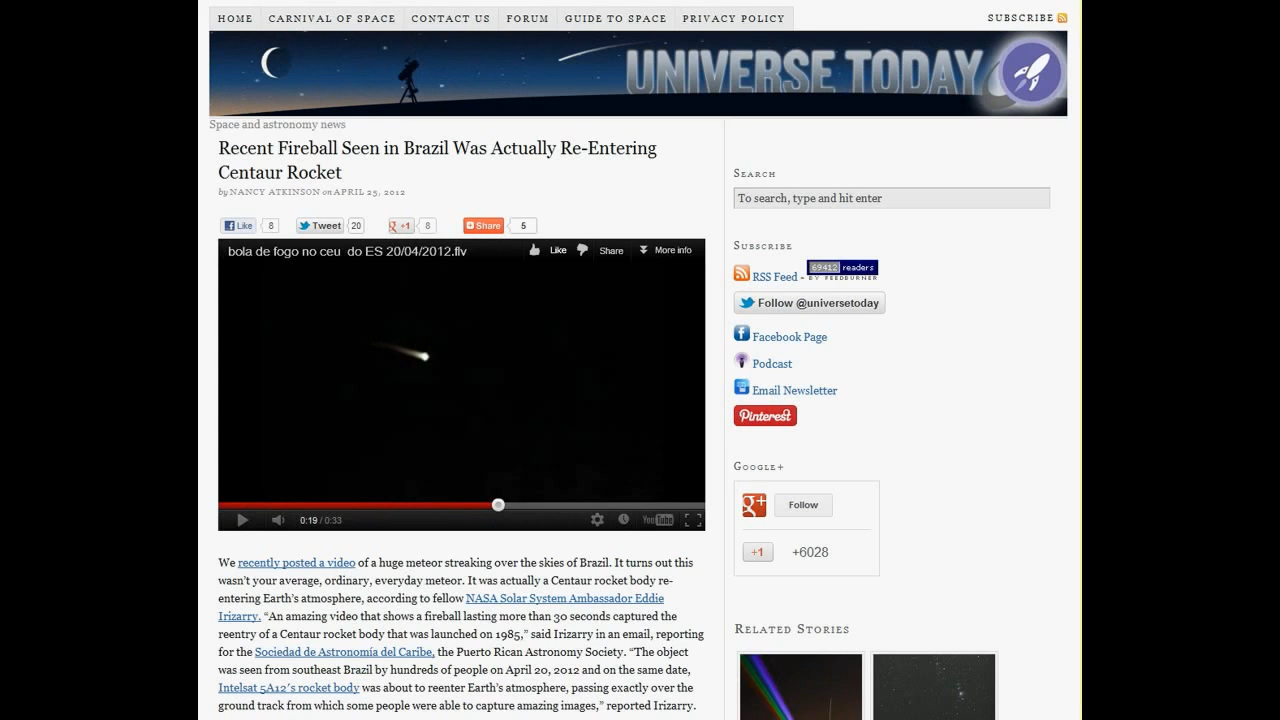 HOME CARNIVAL OF SPACE CONTACT US FORUM GUIDE TO SPACE PRIVACY POLICY SUBSCRIBE
UNIVERSE TODAY
Space and astronomy news
Recent Fireball Seen in Brazil Was Actually Re-Entering
Centaur Rocket
by NANCY ATKINSON on APRIL 25, 2012
Like 8 Tweet 20 +1 8 Share 5
bola de fogo no ceu do ES 20/04/2012.flv Like Share More info
0:19 / 0:33 YouTube
We recently posted a video of a huge meteor streaking over the skies of Brazil. It turns out this
wasn't your average, ordinary, everyday meteor. It was actually a Centaur rocket body re-
entering Earth's atmosphere, according to fellow NASA Solar System Ambassador Eddie
Irizarry. “An amazing video that shows a fireball lasting more than 30 seconds captured the
reentry of a Centaur rocket body that was launched on 1985,” said Irizarry in an email, reporting
for the Sociedad de Astronomía del Caribe, the Puerto Rican Astronomy Society. “The object
was seen from southeast Brazil by hundreds of people on April 20, 2012 and on the same date,
Intelsat 5A12′s rocket body was about to reenter Earth's atmosphere, passing exactly over the
ground track from which some people were able to capture amazing images,” reported Irizarry.
SEARCH
To search, type and hit enter
SUBSCRIBE
RSS Feed - 69412 readers
BY FEEDBURNER
Follow @universetoday
Facebook Page
Podcast
Email Newsletter
Pinterest
GOOGLE+
g+ Follow
+1 +6028
RELATED STORIES